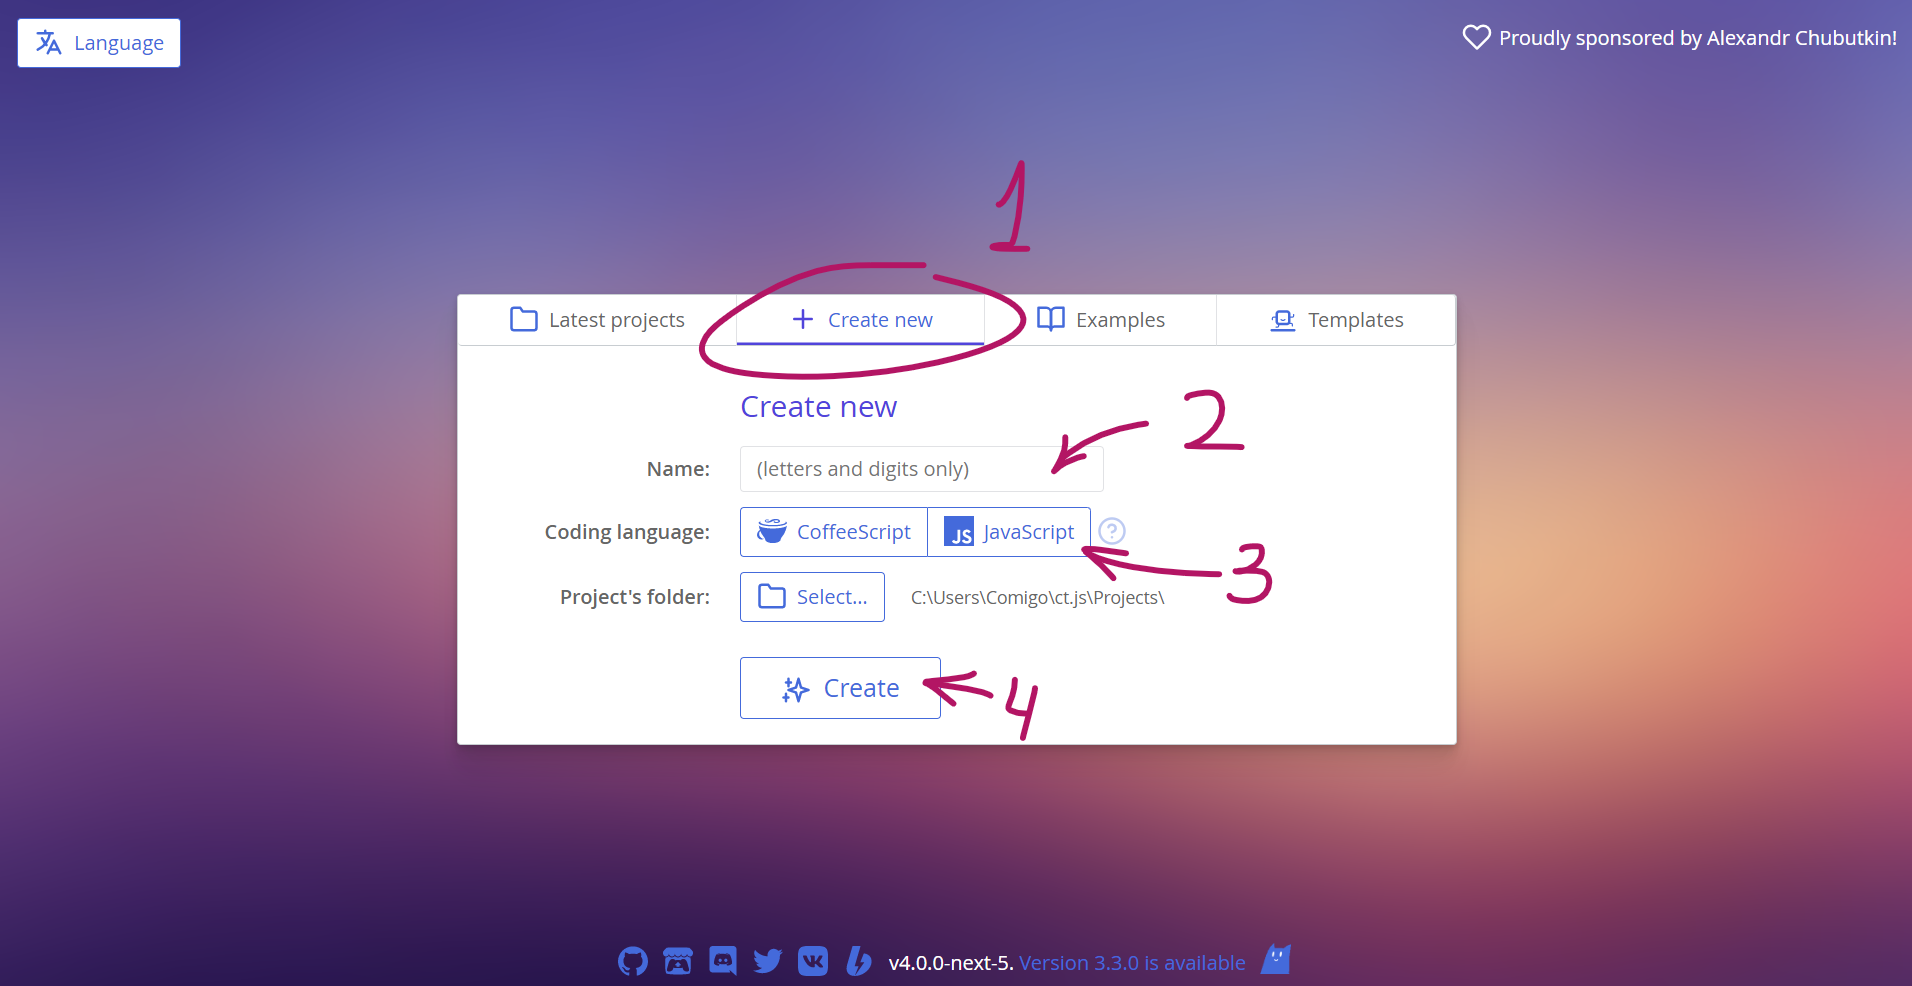 Language
Proudly sponsored by Alexandr Chubutkin!
1
Latest projects
Create new
Examples
Templates
Create new
2
Name:
(letters and digits only)
Coding language:
CoffeeScript
JS
JavaScript
?
3
Project's folder:
Select...
C:\Users\Comigo\ct.js\Projects\
Create
4
v4.0.0-next-5. Version 3.3.0 is available